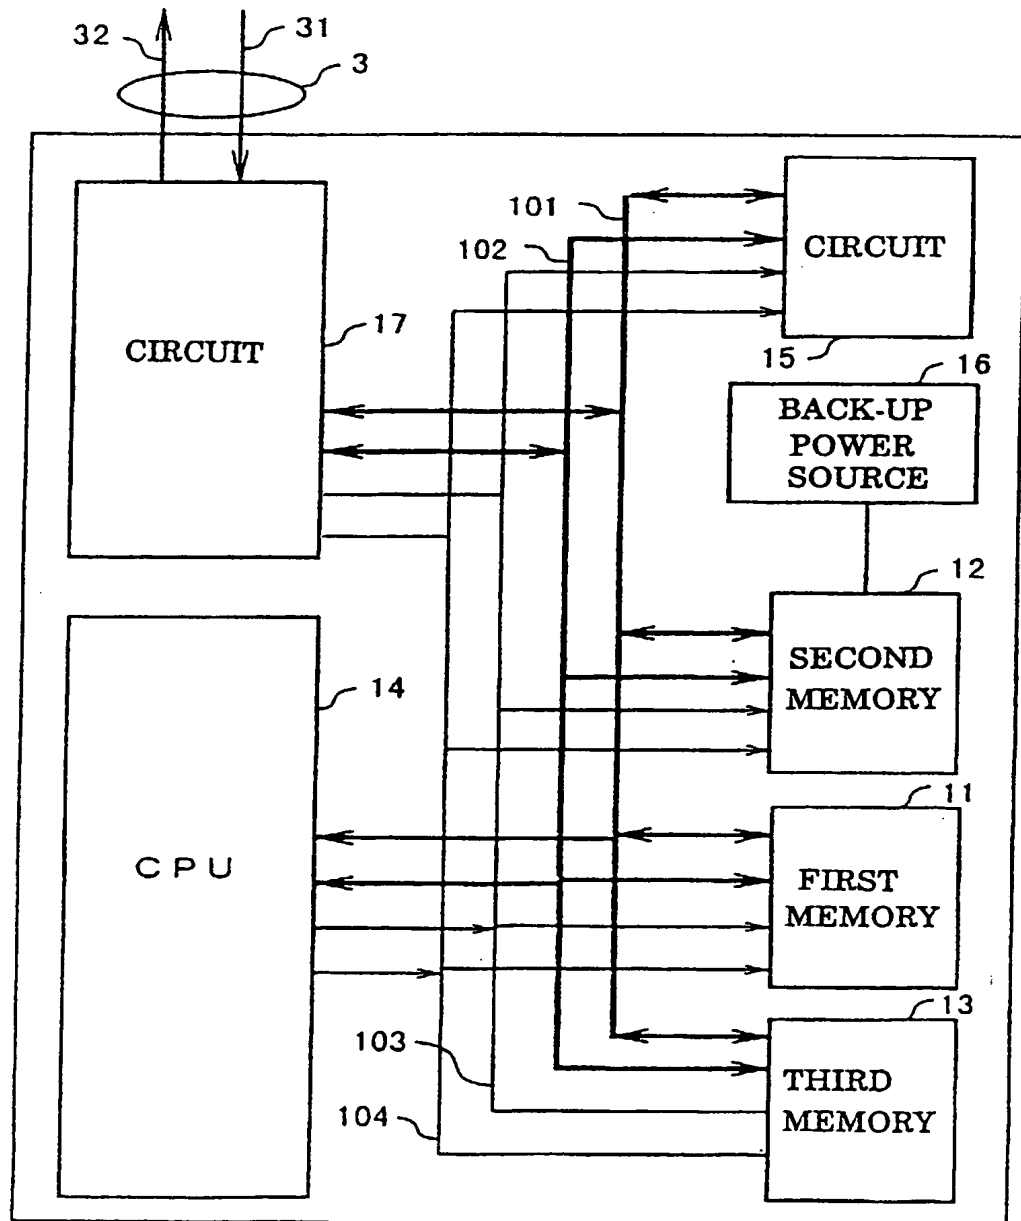 32
31
3
101
102
CIRCUIT
17
CIRCUIT
15
16
BACK-UP
POWER
SOURCE
12
SECOND
MEMORY
14
11
CPU
FIRST
MEMORY
13
103
THIRD
MEMORY
104